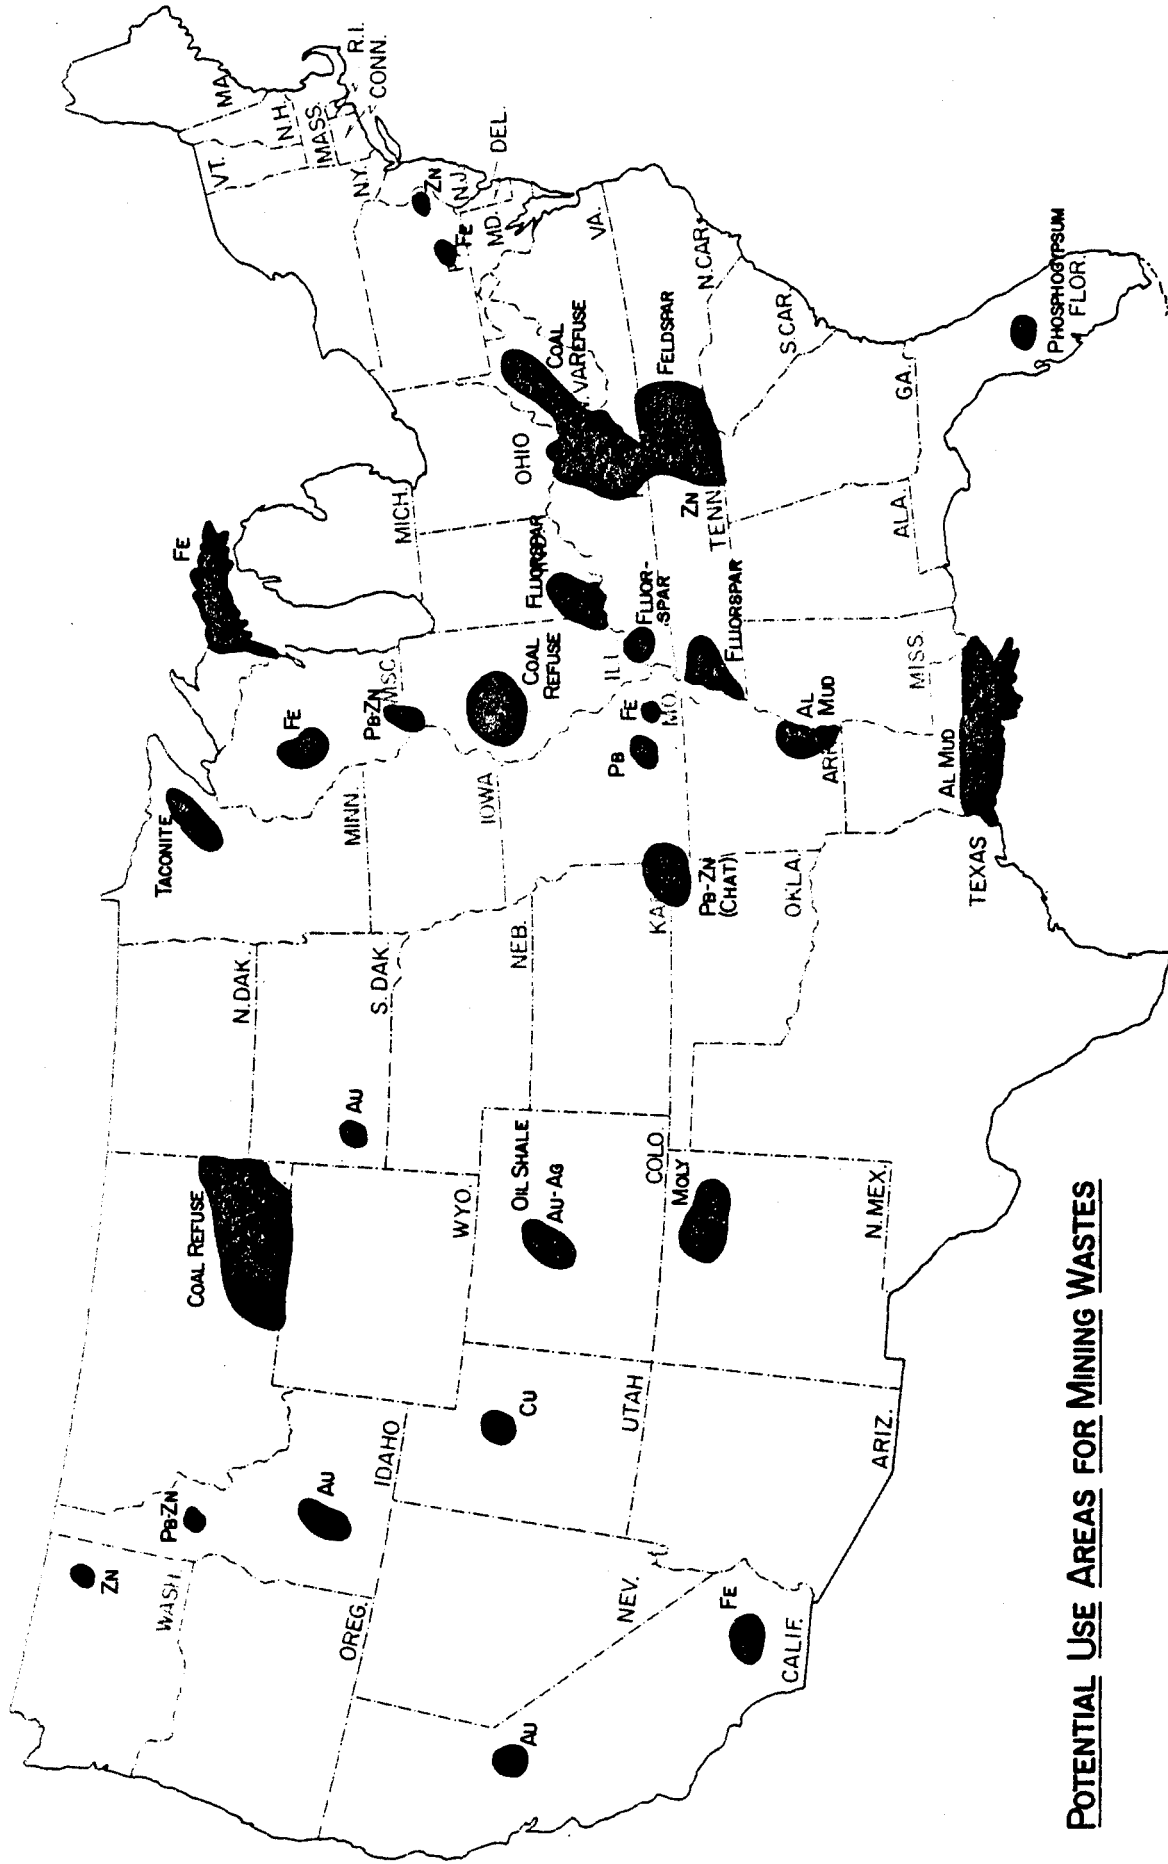 WASH.
ZN
PB-ZN
OREG.
IDAHO
AU
COAL REFUSE
N. DAK.
S. DAK.
AU
WYO.
NEB.
TACONITE
MINN.
FE
FE
PB-ZN
WISC.
IOWA
MICH.
NEV.
UTAH
CU
OIL SHALE
AU-AG
COLO.
AU
CALIF.
FE
ARIZ.
N. MEX.
MOLY
KA
PB-ZN
(CHAT)
OKLA.
TEXAS
PB
FE
MO.
COAL
REFUSE
ILL.
FLUORSPAR
FLUOR-
SPAR
FLUORSPAR
OHIO
COAL
REFUSE
VA
ZN
TENN.
FELDSPAR
AL
MUD
ARK
AL MUD
MISS.
ALA.
GA.
S. CAR.
N. CAR.
VA.
MD.
DEL.
N.J.
ZN
FE
N.Y.
VT.
N.H.
MA.
MASS.
R.I.
CONN.
PHOSPHOGYPSUM
FLOR.
POTENTIAL USE AREAS FOR MINING WASTES